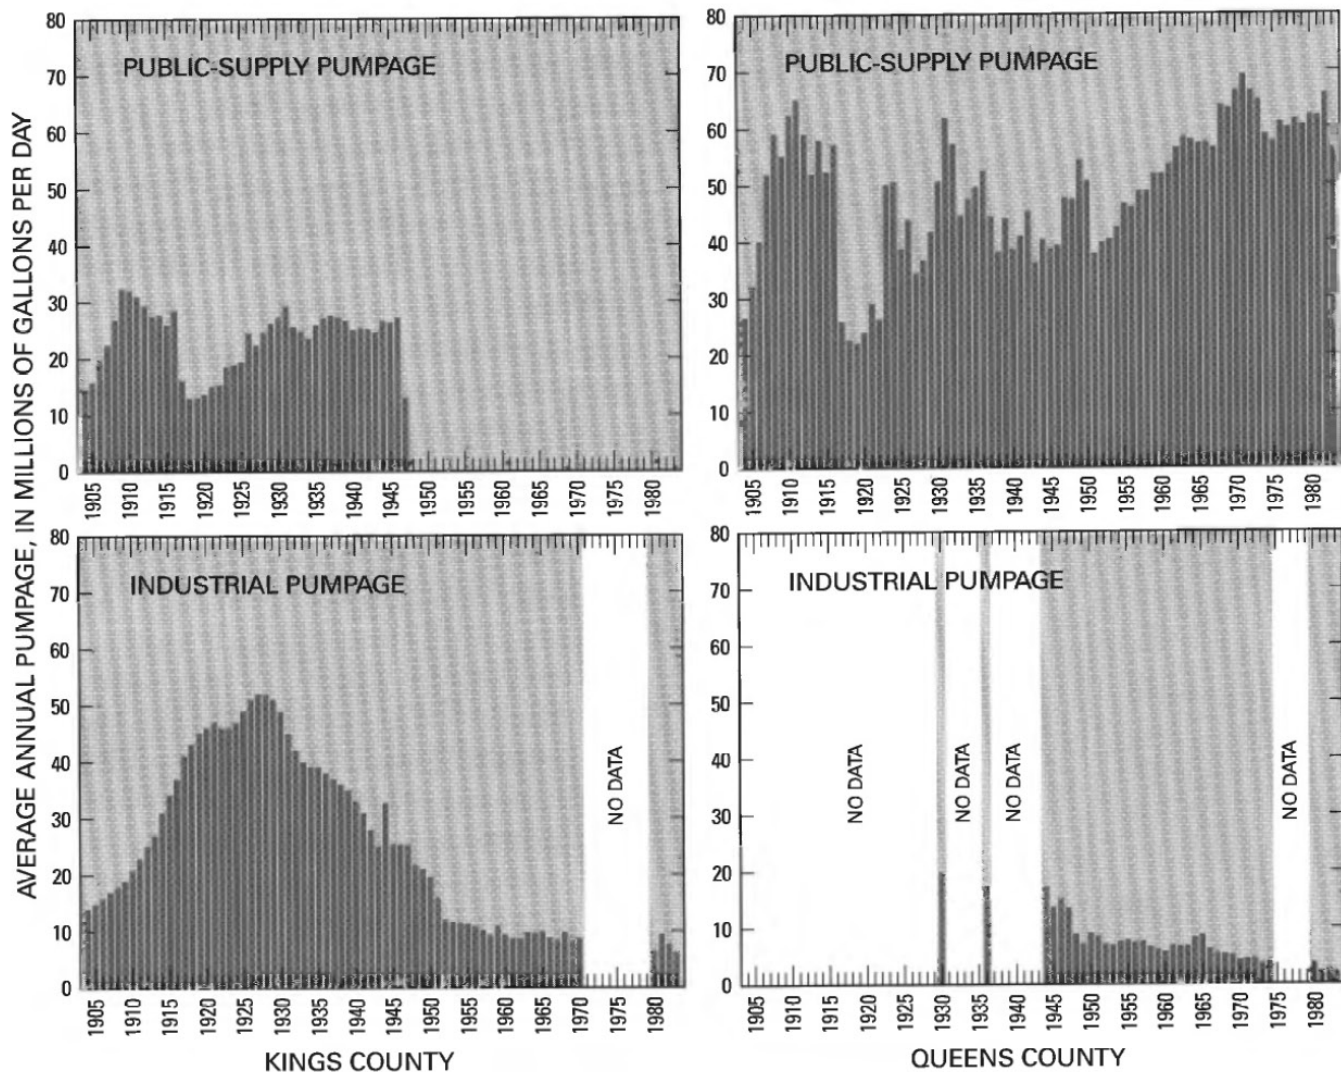 AVERAGE ANNUAL PUMPAGE, IN MILLIONS OF GALLONS PER DAY
PUBLIC-SUPPLY PUMPAGE
80
70
60
50
40
30
20
10
0
1905 1910 1915 1920 1925 1930 1935 1940 1945 1950 1955 1960 1965 1970 1975 1980
PUBLIC-SUPPLY PUMPAGE
80
70
60
50
40
30
20
10
0
1905 1910 1915 1920 1925 1930 1935 1940 1945 1950 1955 1960 1965 1970 1975 1980
INDUSTRIAL PUMPAGE
80
70
60
50
40
30
20
10
0
NO DATA
1905 1910 1915 1920 1925 1930 1935 1940 1945 1950 1955 1960 1965 1970 1975 1980
KINGS COUNTY
INDUSTRIAL PUMPAGE
80
70
60
50
40
30
20
10
0
NO DATA
NO DATA
NO DATA
NO DATA
1905 1910 1915 1920 1925 1930 1935 1940 1945 1950 1955 1960 1965 1970 1975 1980
QUEENS COUNTY